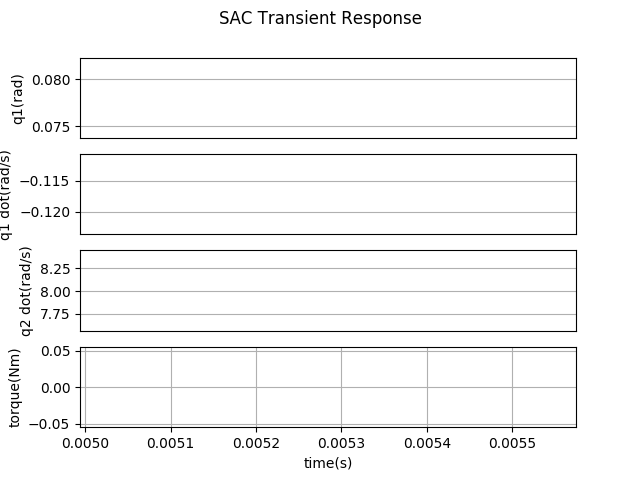 SAC Transient Response
q1(rad)
0.080
0.075
q1 dot(rad/s)
−0.115
−0.120
q2 dot(rad/s)
8.25
8.00
7.75
torque(Nm)
0.05
0.00
−0.05
0.0050 0.0051 0.0052 0.0053 0.0054 0.0055
time(s)